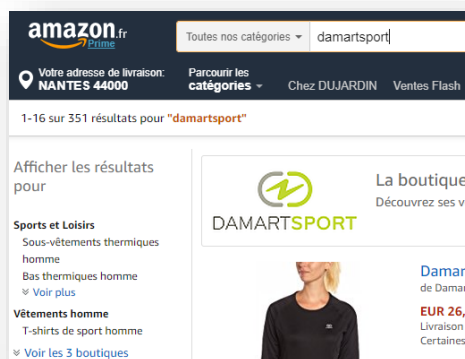 amazon.fr
Prime
Toutes nos catégories
damartsport
Votre adresse de livraison:
NANTES 44000
Parcourir les
catégories
Chez DUJARDIN
Ventes Flash
1-16 sur 351 résultats pour "damartsport"
Afficher les résultats
pour
Sports et Loisirs
Sous-vêtements thermiques
homme
Bas thermiques homme
Voir plus
Vêtements homme
T-shirts de sport homme
Voir les 3 boutiques
DAMARTSPORT
La boutique
Découvrez ses v
Damar
de Damar
EUR 26,
Livraison
Certaines